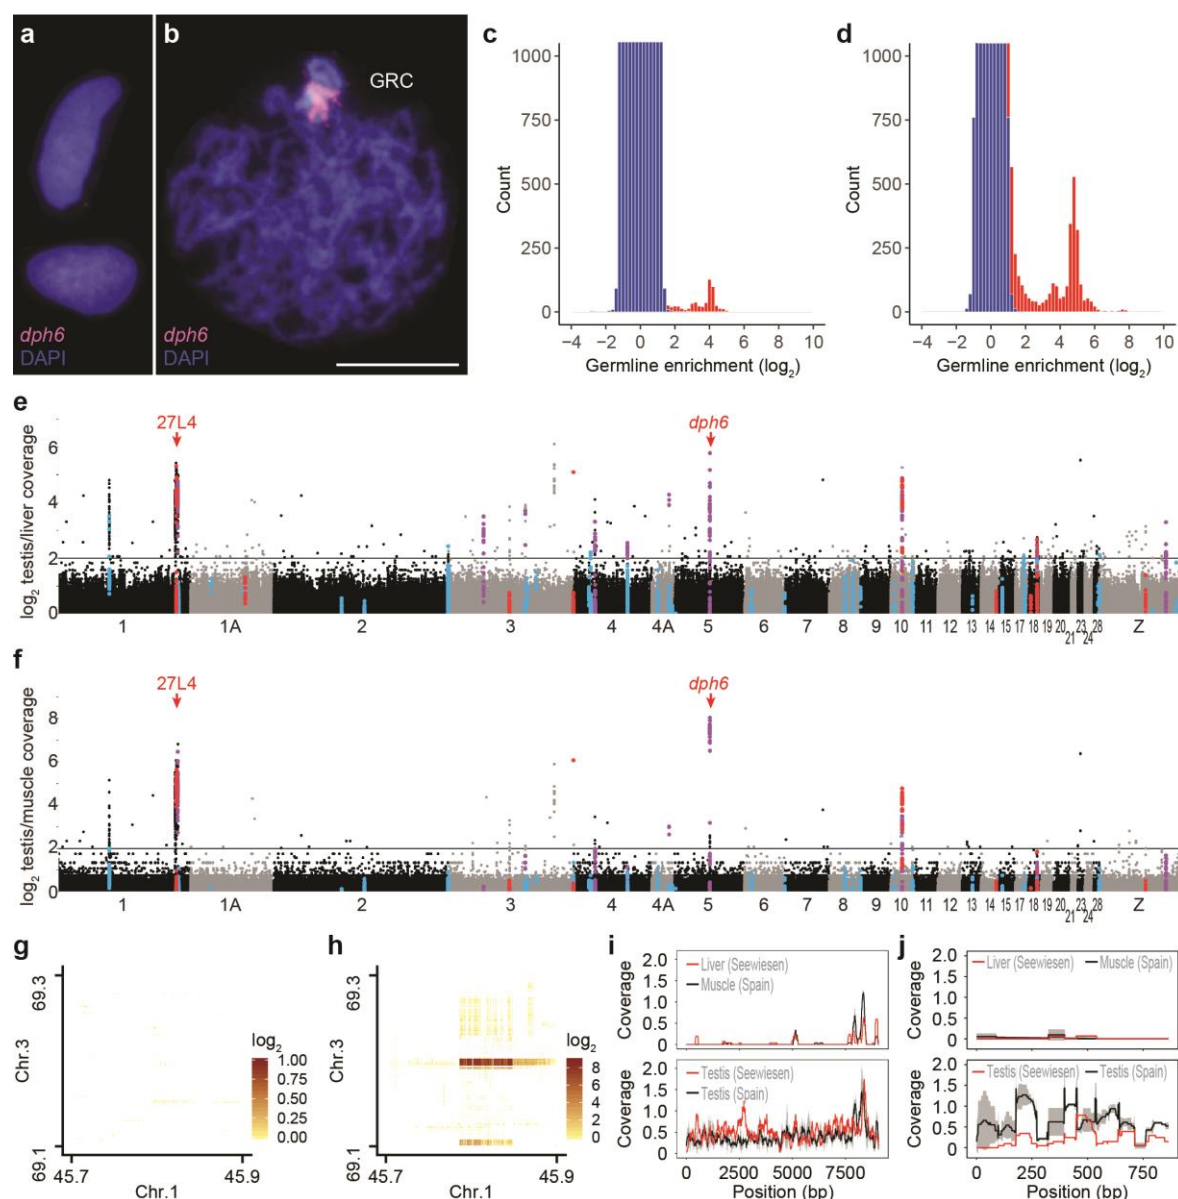 a
b
GRC
dph6
DAPI
dph6
DAPI
c
1000
750
500
250
0
Count
−4 −2 0 2 4 6 8 10
Germline enrichment (log2)
d
1000
750
500
250
0
Count
−4 −2 0 2 4 6 8 10
Germline enrichment (log2)
e
27L4
dph6
6
4
2
0
log2 testis/liver coverage
1 1A 2 3 4 4A 5 6 7 8 9 10 11 12 13 14 15 17 18 19 20 21 23 24 28 Z
f
27L4
dph6
8
6
4
2
0
log2 testis/muscle coverage
1 1A 2 3 4 4A 5 6 7 8 9 10 11 12 13 14 15 17 18 19 20 21 23 24 28 Z
g
69.3
69.1
Chr.3
45.7 45.9
Chr.1
log2
1.00
0.75
0.50
0.25
0.00
h
69.3
69.1
Chr.3
45.7 45.9
Chr.1
log2
8
6
4
2
0
i
2.0
1.5
1.0
0.5
0
Coverage
Liver (Seewiesen)
Muscle (Spain)
2.0
1.5
1.0
0.5
0
Coverage
Testis (Seewiesen)
Testis (Spain)
0 2500 5000 7500
Position (bp)
j
2.0
1.5
1.0
0.5
0
Coverage
Liver (Seewiesen) Muscle (Spain)
2.0
1.5
1.0
0.5
0
Coverage
Testis (Seewiesen) Testis (Spain)
0 2500 5000 750
Position (bp)